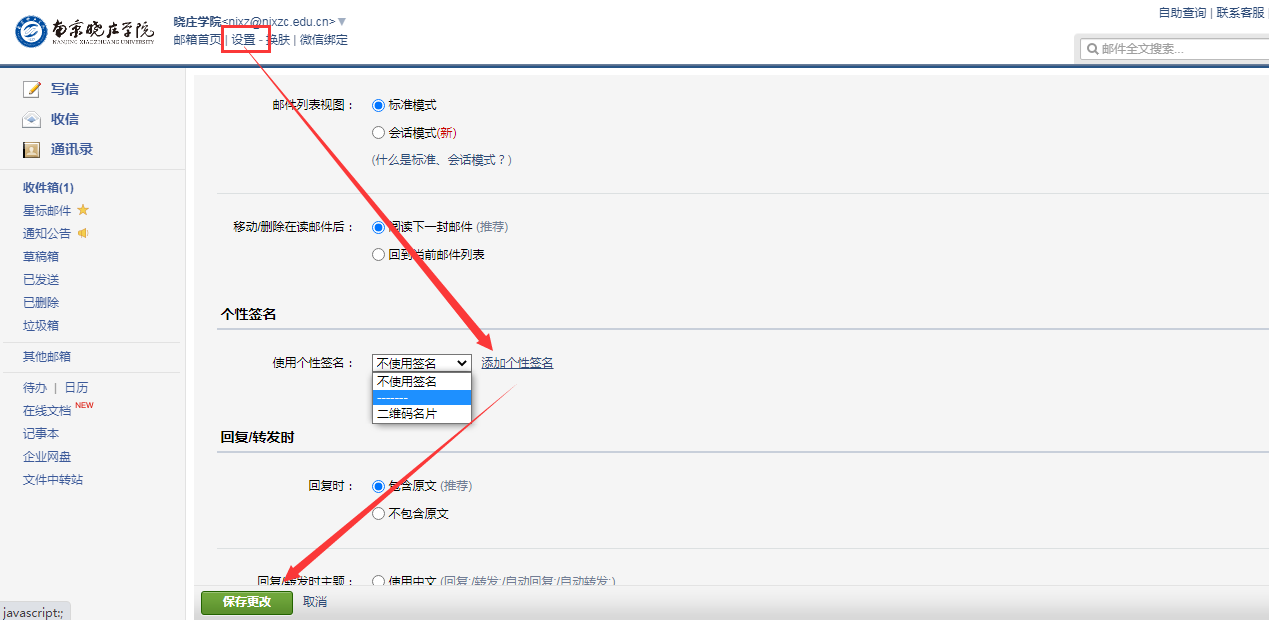 南京晓庄学院
NANJING XIAOZHUANG UNIVERSITY
晓庄学院<njxz@njxzc.edu.cn>▼
邮箱首页 | 设置 - 换肤 | 微信绑定
自助查询 | 联系客服 |
邮件全文搜索...
写信
收信
通讯录
收件箱(1)
星标邮件
通知公告
草稿箱
已发送
已删除
垃圾箱
其他邮箱
待办 | 日历
在线文档 NEW
记事本
企业网盘
文件中转站
邮件列表视图： 标准模式
会话模式(新)
(什么是标准、会话模式？)
移动/删除在读邮件后： 阅读下一封邮件 (推荐)
回到当前邮件列表
个性签名
使用个性签名： 不使用签名 添加个性签名
不使用签名
-------
二维码名片
回复/转发时
回复时： 包含原文 (推荐)
不包含原文
回复/转发时主题： 使用中文 (回复:/转发:/自动回复:/自动转发:)
保存更改 取消
javascript:;